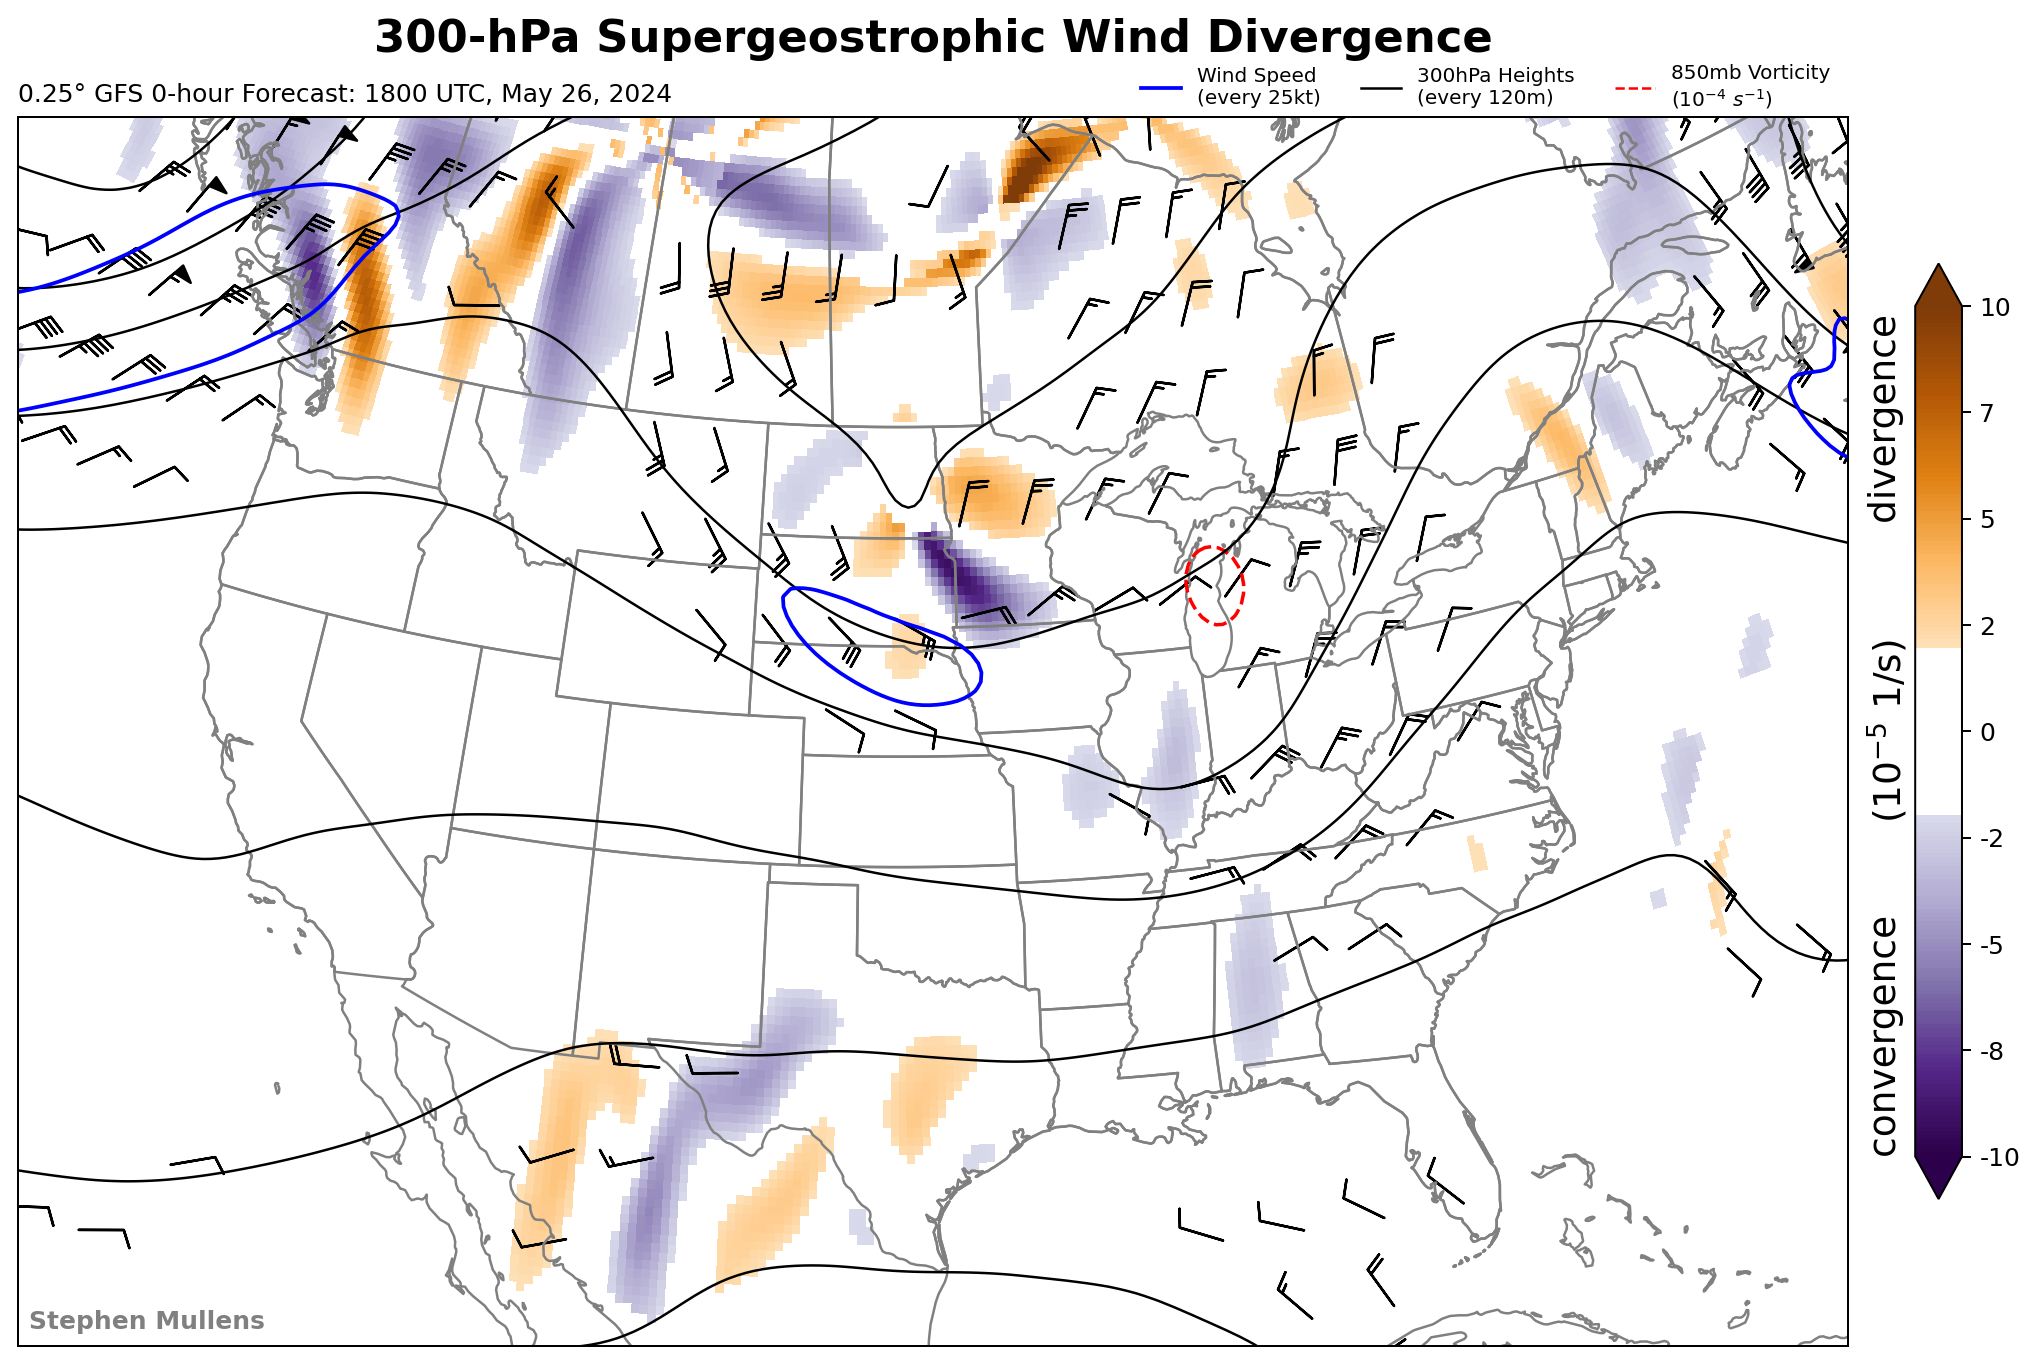 300-hPa Supergeostrophic Wind Divergence
0.25° GFS 0-hour Forecast: 1800 UTC, May 26, 2024
Wind Speed
(every 25kt)
300hPa Heights
(every 120m)
850mb Vorticity
(10⁻⁴ s⁻¹)
10
7
5
2
0
-2
-5
-8
-10
convergence (10⁻⁵ 1/s) divergence
Stephen Mullens